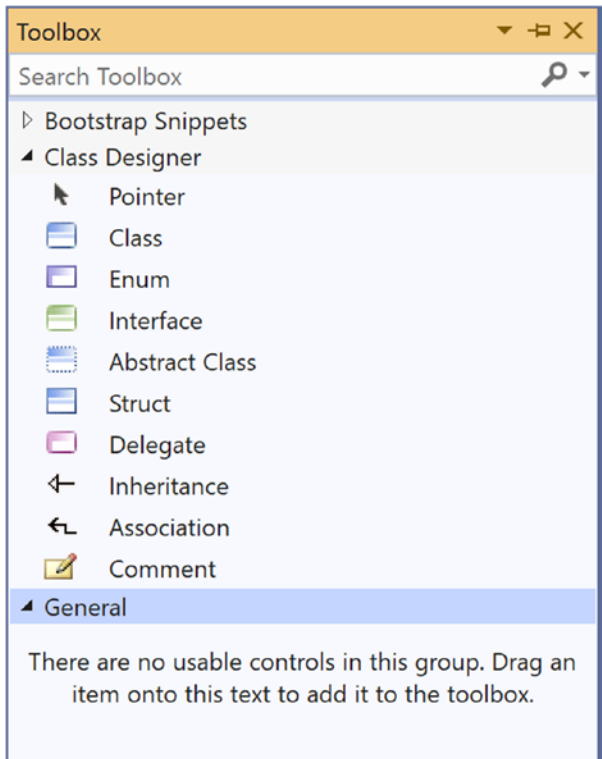 Toolbox
Search Toolbox
Bootstrap Snippets
Class Designer
Pointer
Class
Enum
Interface
Abstract Class
Struct
Delegate
Inheritance
Association
Comment
General
There are no usable controls in this group. Drag an
item onto this text to add it to the toolbox.